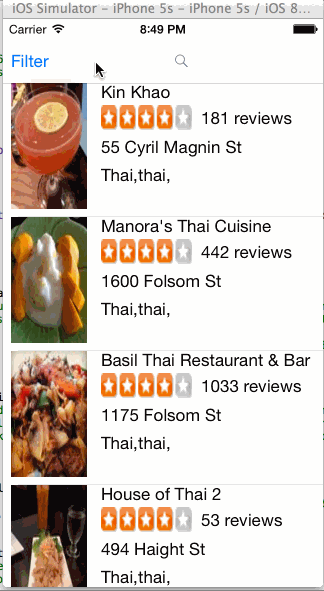 iOS Simulator - iPhone 5s - iPhone 5s / iOS 8...
Carrier 8:49 PM
Filter
Kin Khao
181 reviews
55 Cyril Magnin St
Thai,thai,
Manora's Thai Cuisine
442 reviews
1600 Folsom St
Thai,thai,
Basil Thai Restaurant & Bar
1033 reviews
1175 Folsom St
Thai,thai,
House of Thai 2
53 reviews
494 Haight St
Thai,thai,